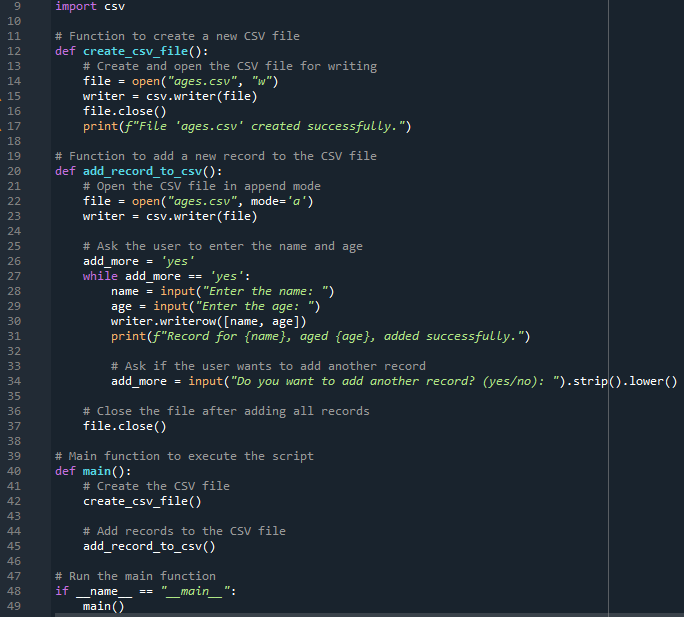 9 import csv
10
11 # Function to create a new CSV file
12 def create_csv_file():
13     # Create and open the CSV file for writing
14     file = open("ages.csv", "w")
15     writer = csv.writer(file)
16     file.close()
17     print(f"File 'ages.csv' created successfully.")
18
19 # Function to add a new record to the CSV file
20 def add_record_to_csv():
21     # Open the CSV file in append mode
22     file = open("ages.csv", mode='a')
23     writer = csv.writer(file)
24
25     # Ask the user to enter the name and age
26     add_more = 'yes'
27     while add_more == 'yes':
28         name = input("Enter the name: ")
29         age = input("Enter the age: ")
30         writer.writerow([name, age])
31         print(f"Record for {name}, aged {age}, added successfully.")
32
33         # Ask if the user wants to add another record
34         add_more = input("Do you want to add another record? (yes/no): ").strip().lower()
35
36     # Close the file after adding all records
37     file.close()
38
39 # Main function to execute the script
40 def main():
41     # Create the CSV file
42     create_csv_file()
43
44     # Add records to the CSV file
45     add_record_to_csv()
46
47 # Run the main function
48 if __name__ == "__main__":
49     main()